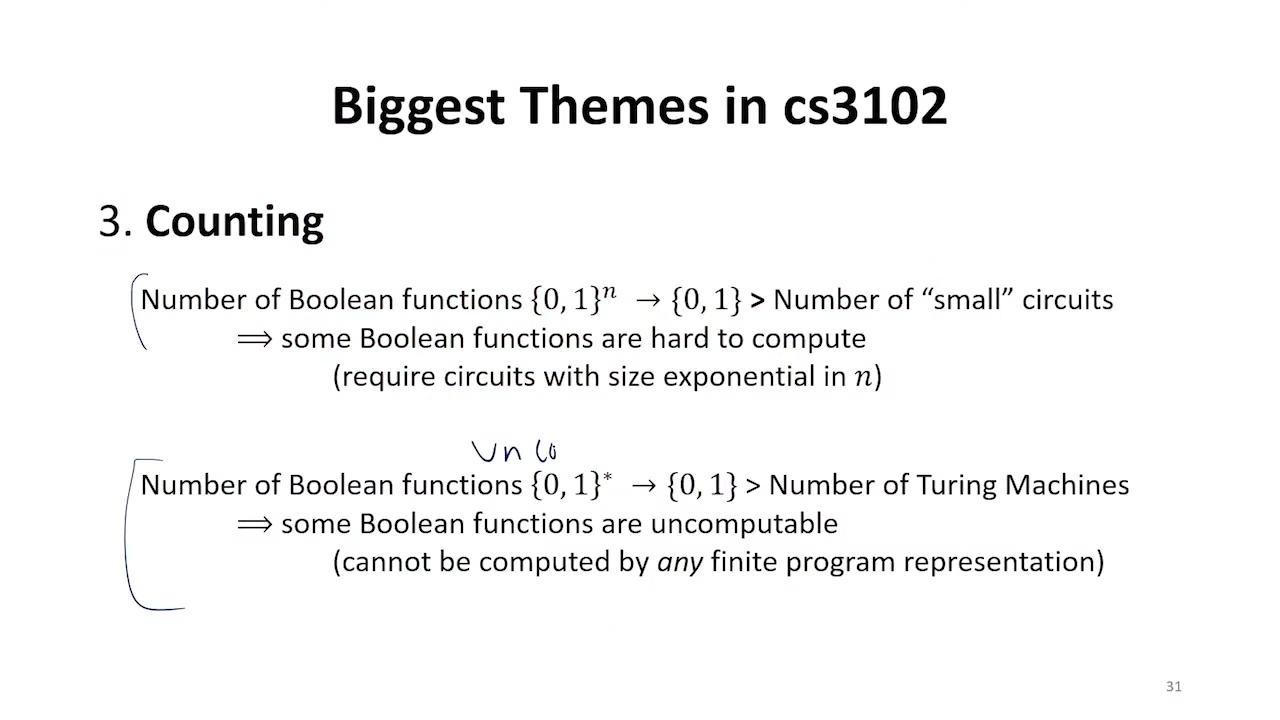 Biggest Themes in cs3102
3. Counting
Number of Boolean functions {0, 1}ⁿ → {0, 1} > Number of “small” circuits
⟹ some Boolean functions are hard to compute
(require circuits with size exponential in 𝑛)
Un co
Number of Boolean functions {0, 1}* → {0, 1} > Number of Turing Machines
⟹ some Boolean functions are uncomputable
(cannot be computed by any finite program representation)
31